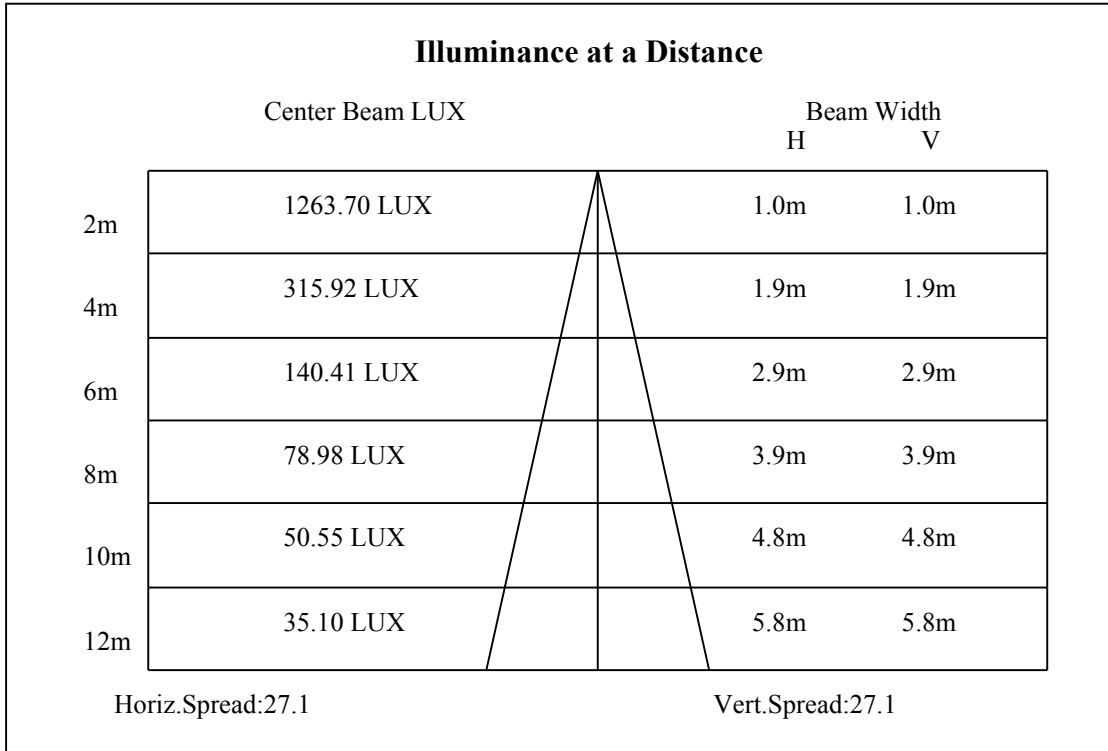 Illuminance at a Distance
Center Beam LUX Beam Width
H V
2m 1263.70 LUX 1.0m 1.0m
4m 315.92 LUX 1.9m 1.9m
6m 140.41 LUX 2.9m 2.9m
8m 78.98 LUX 3.9m 3.9m
10m 50.55 LUX 4.8m 4.8m
12m 35.10 LUX 5.8m 5.8m
Horiz.Spread:27.1 Vert.Spread:27.1